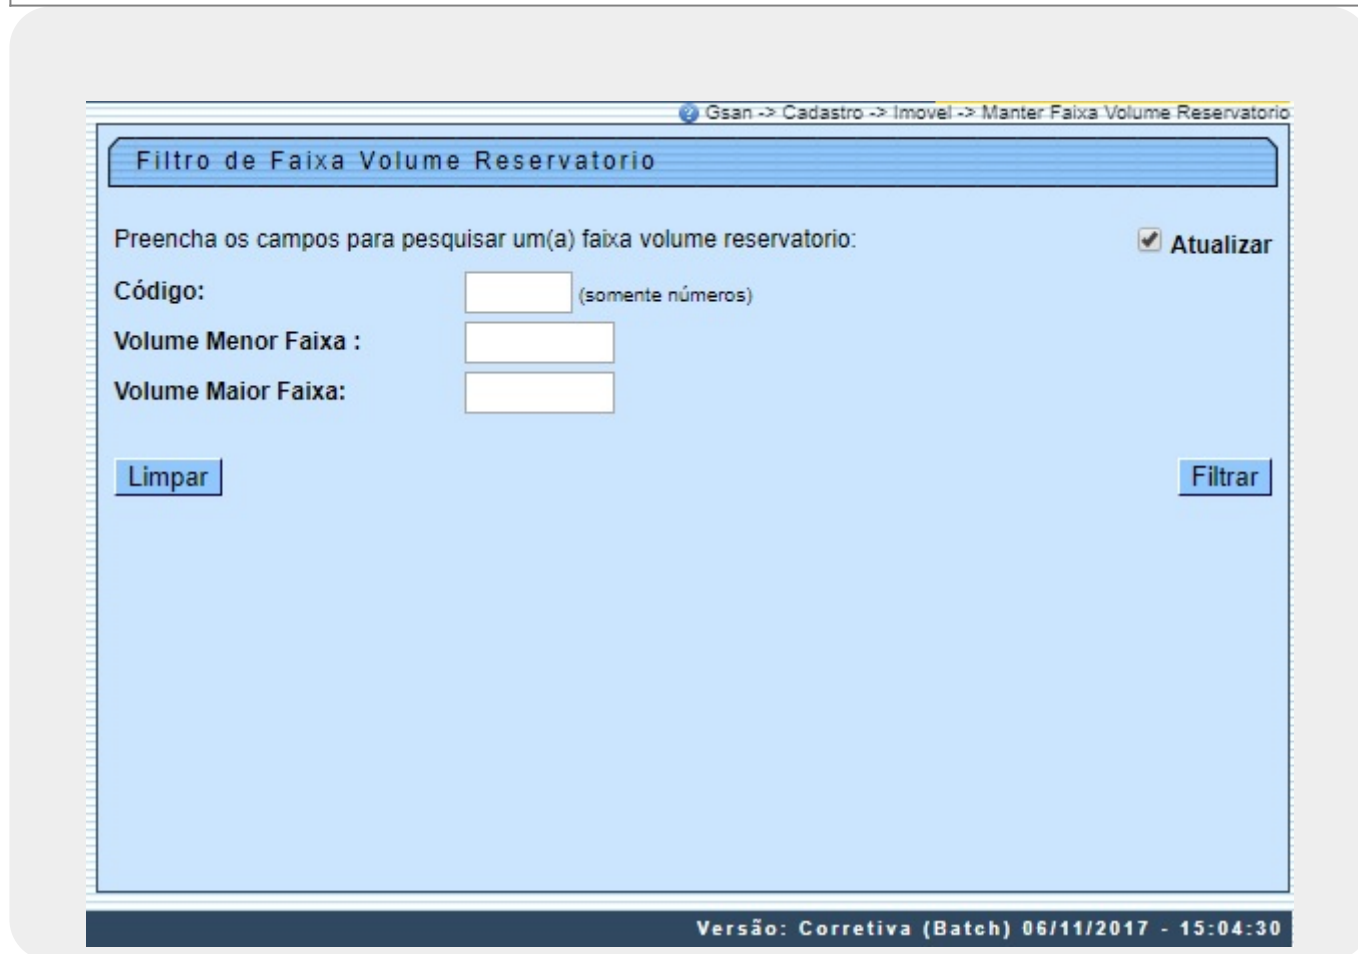 Gsan -> Cadastro -> Imovel -> Manter Faixa Volume Reservatorio
Filtro de Faixa Volume Reservatorio
Preencha os campos para pesquisar um(a) faixa volume reservatorio:
Atualizar
Código:
(somente números)
Volume Menor Faixa :
Volume Maior Faixa:
Limpar
Filtrar
Versão: Corretiva (Batch) 06/11/2017 - 15:04:30